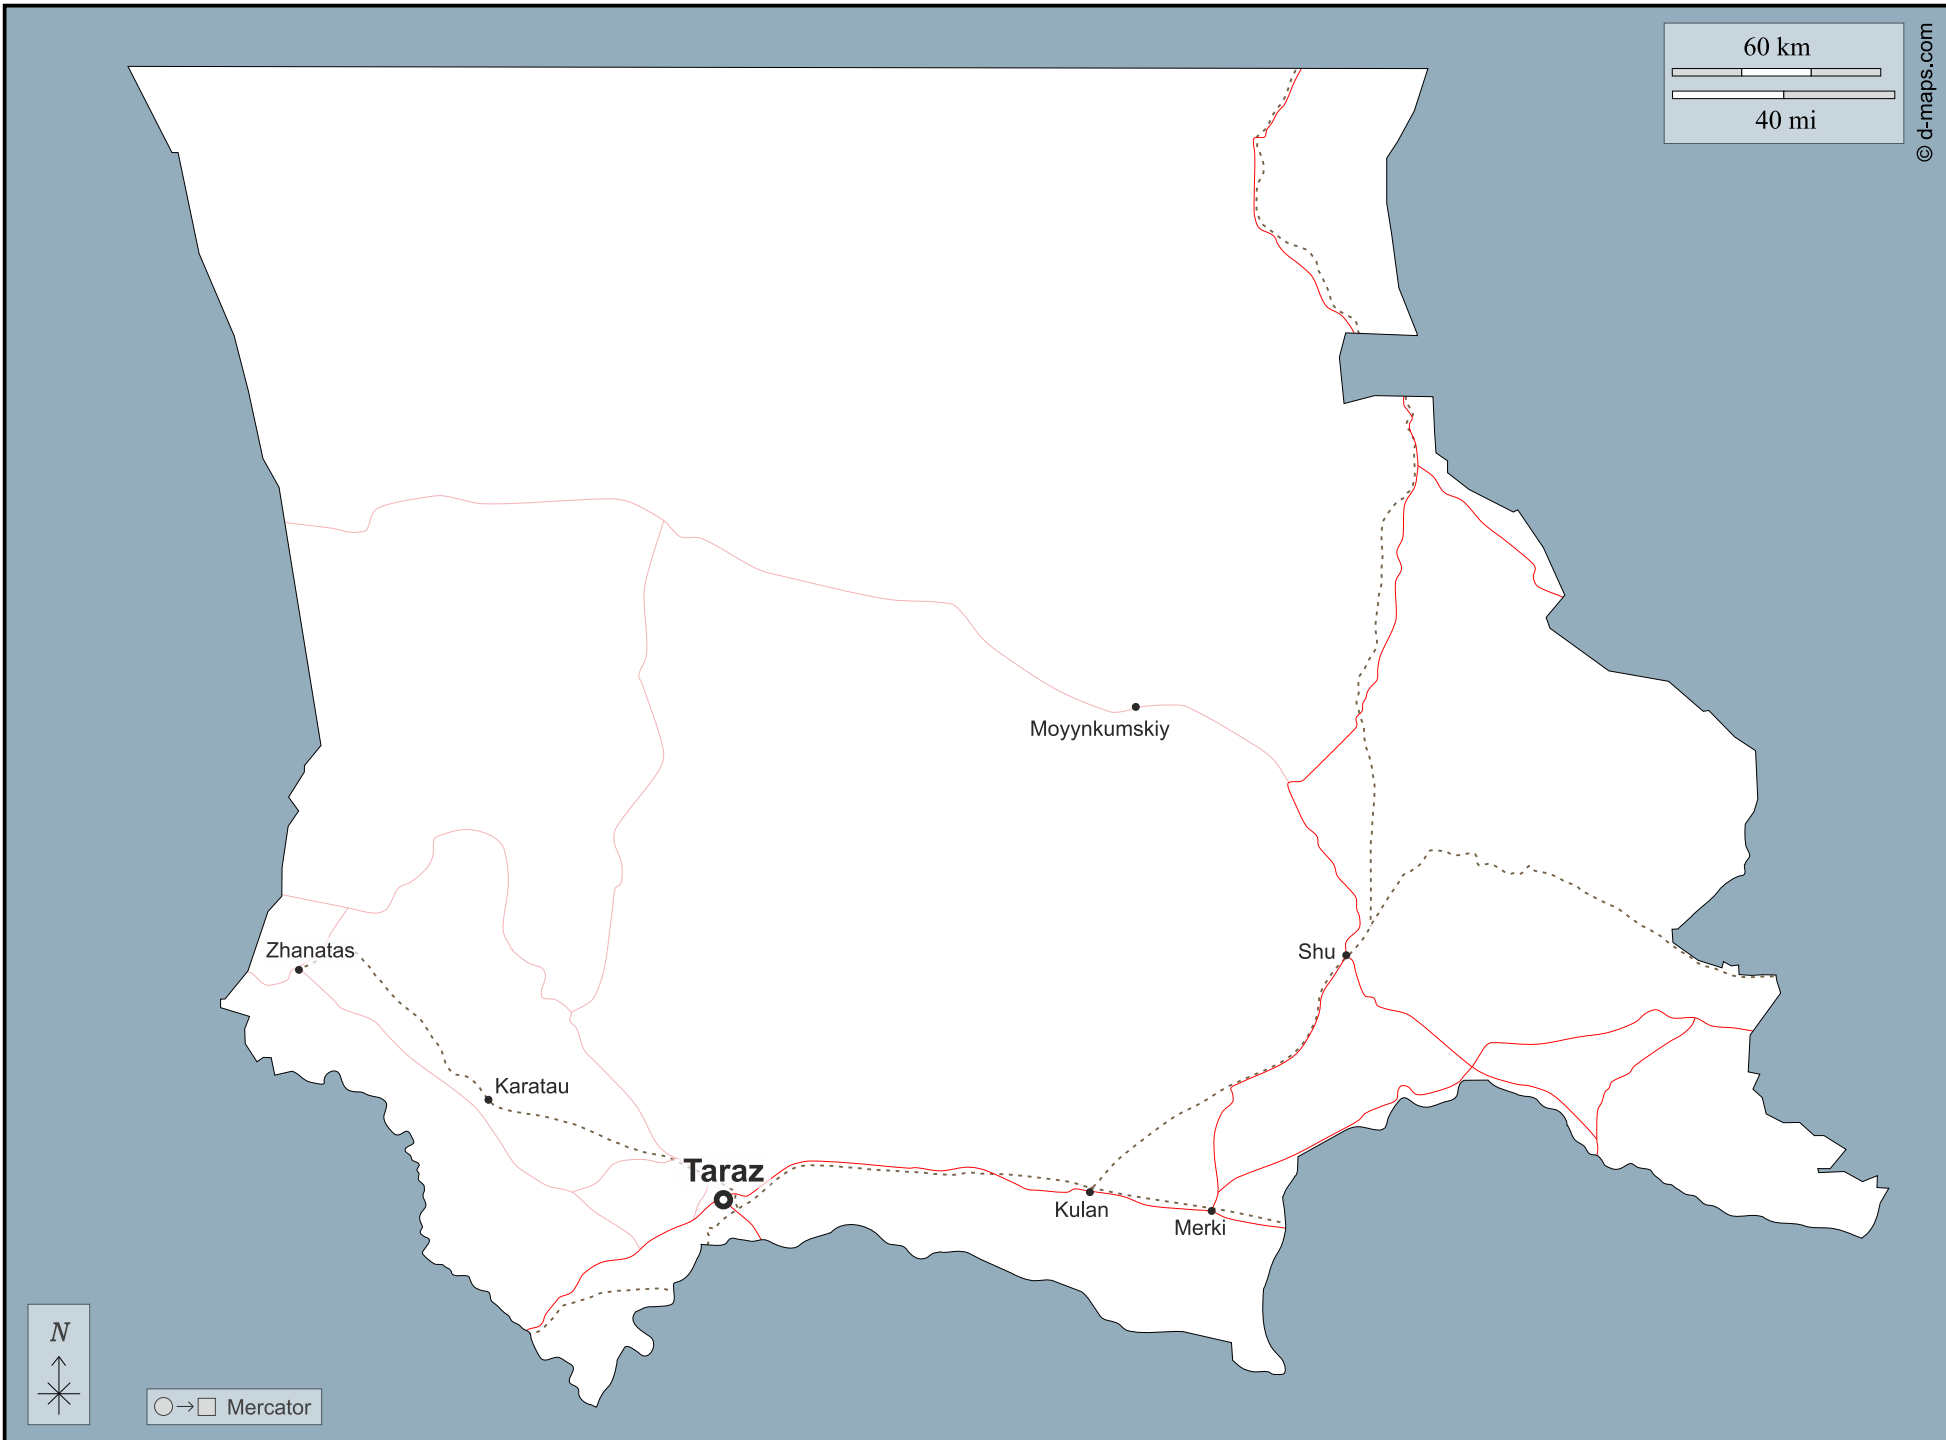 60 km
40 mi
© d-maps.com
Moyynkumskiy
Zhanatas
Shu
Karatau
Taraz
Kulan
Merki
N
Mercator